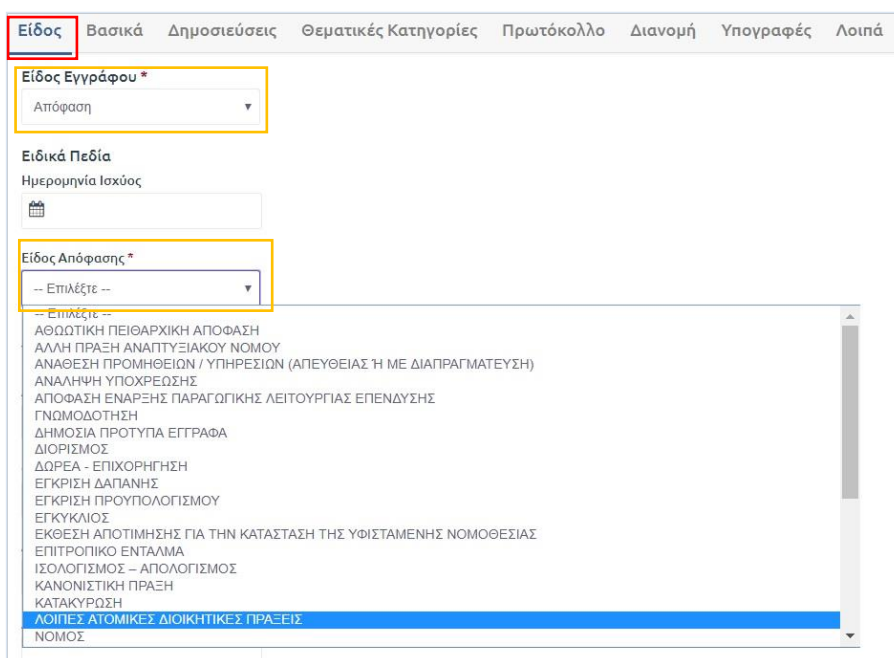 Είδος Βασικά Δημοσιεύσεις Θεματικές Κατηγορίες Πρωτόκολλο Διανομή Υπογραφές Λοιπά
Είδος Εγγράφου *
Απόφαση
Ειδικά Πεδία
Ημερομηνία Ισχύος
Είδος Απόφασης *
-- Επιλέξτε --
-- Επιλέξτε --
ΑΘΩΩΤΙΚΗ ΠΕΙΘΑΡΧΙΚΗ ΑΠΟΦΑΣΗ
ΑΛΛΗ ΠΡΑΞΗ ΑΝΑΠΤΥΞΙΑΚΟΥ ΝΟΜΟΥ
ΑΝΑΘΕΣΗ ΠΡΟΜΗΘΕΙΩΝ / ΥΠΗΡΕΣΙΩΝ (ΑΠΕΥΘΕΙΑΣ Ή ΜΕ ΔΙΑΠΡΑΓΜΑΤΕΥΣΗ)
ΑΝΑΛΗΨΗ ΥΠΟΧΡΕΩΣΗΣ
ΑΠΟΦΑΣΗ ΕΝΑΡΞΗΣ ΠΑΡΑΓΩΓΙΚΗΣ ΛΕΙΤΟΥΡΓΙΑΣ ΕΠΕΝΔΥΣΗΣ
ΓΝΩΜΟΔΟΤΗΣΗ
ΔΗΜΟΣΙΑ ΠΡΟΤΥΠΑ ΕΓΓΡΑΦΑ
ΔΙΟΡΙΣΜΟΣ
ΔΩΡΕΑ - ΕΠΙΧΟΡΗΓΗΣΗ
ΕΓΚΡΙΣΗ ΔΑΠΑΝΗΣ
ΕΓΚΡΙΣΗ ΠΡΟΥΠΟΛΟΓΙΣΜΟΥ
ΕΓΚΥΚΛΙΟΣ
ΕΚΘΕΣΗ ΑΠΟΤΙΜΗΣΗΣ ΓΙΑ ΤΗΝ ΚΑΤΑΣΤΑΣΗ ΤΗΣ ΥΦΙΣΤΑΜΕΝΗΣ ΝΟΜΟΘΕΣΙΑΣ
ΕΠΙΤΡΟΠΙΚΟ ΕΝΤΑΛΜΑ
ΙΣΟΛΟΓΙΣΜΟΣ – ΑΠΟΛΟΓΙΣΜΟΣ
ΚΑΝΟΝΙΣΤΙΚΗ ΠΡΑΞΗ
ΚΑΤΑΚΥΡΩΣΗ
ΛΟΙΠΕΣ ΑΤΟΜΙΚΕΣ ΔΙΟΙΚΗΤΙΚΕΣ ΠΡΑΞΕΙΣ
ΝΟΜΟΣ